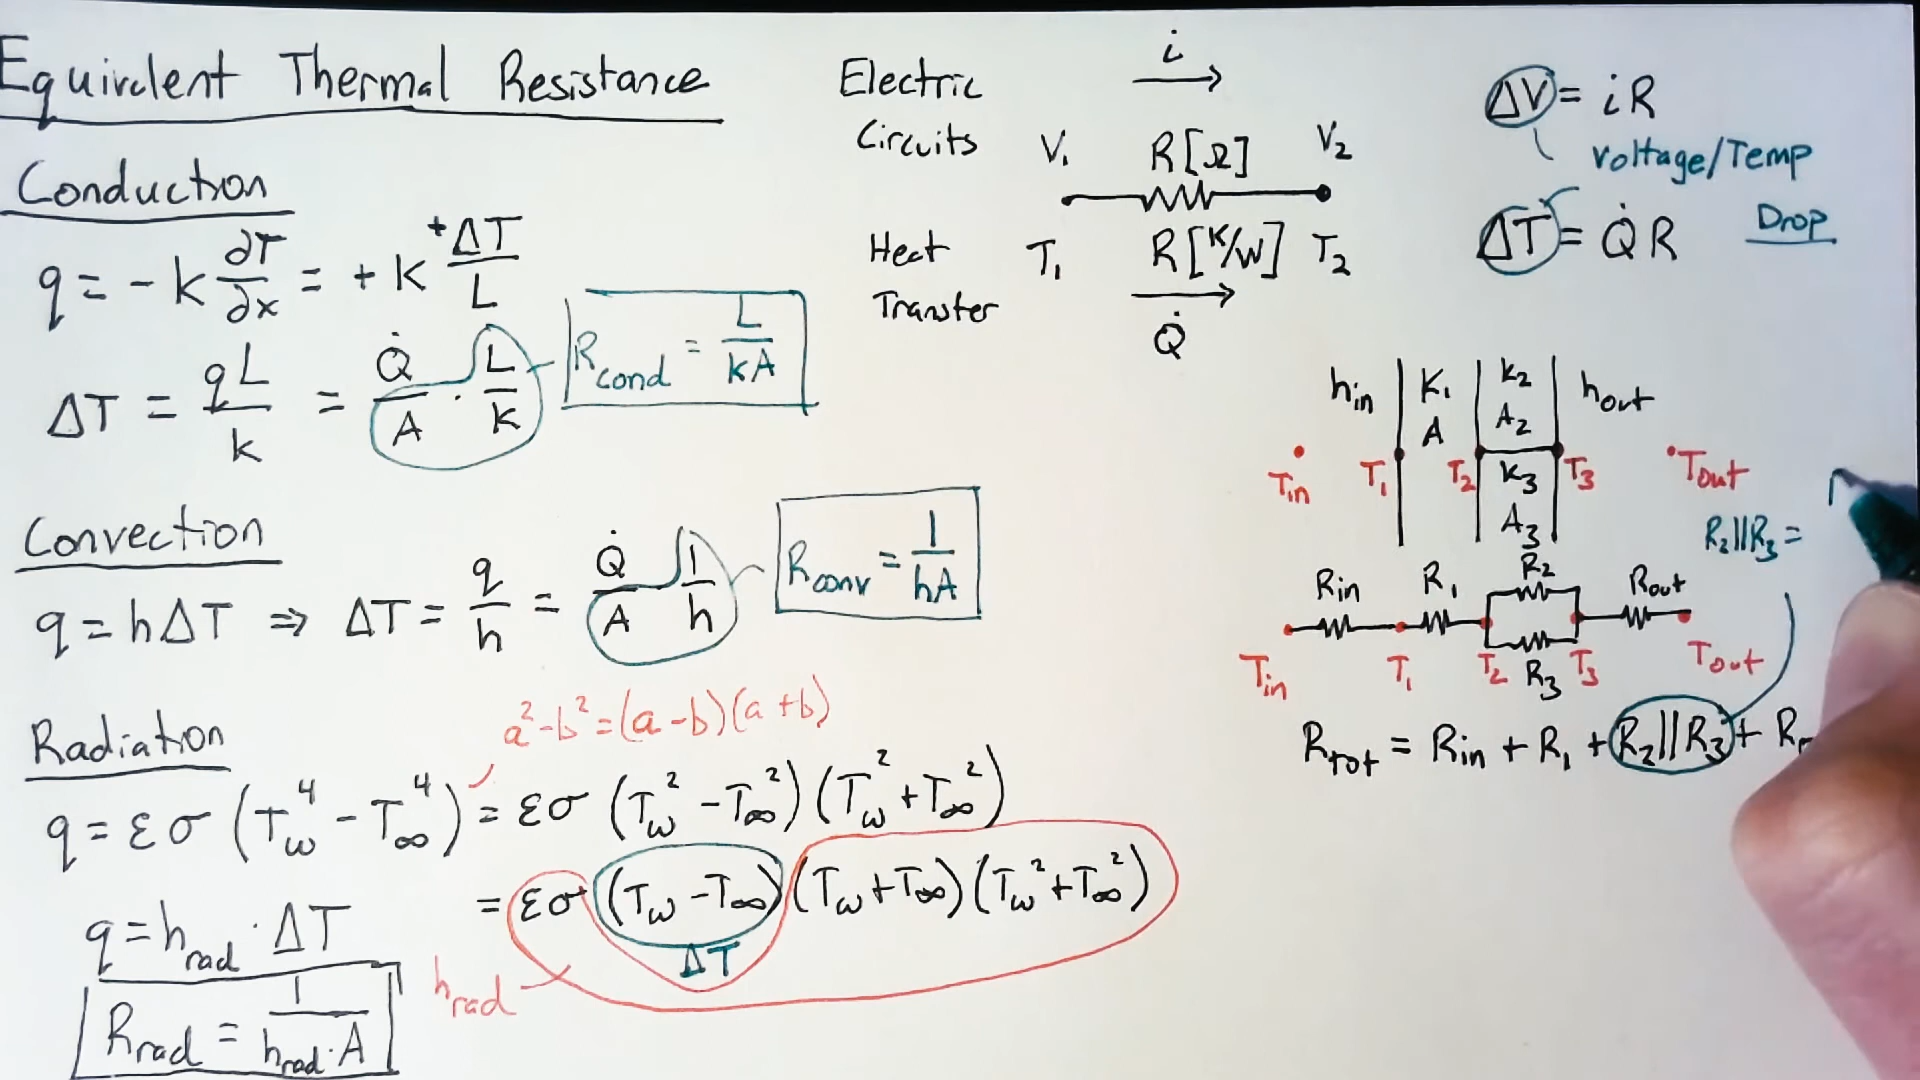 Equivalent Thermal Resistance
Conduction
q = - k ∂T/∂x = + k +ΔT/L
ΔT = qL/k = Q̇/A · L/k
R_cond = L/kA
Convection
q = hΔT ⇒ ΔT = q/h = Q̇/A 1/h
R_conv = 1/hA
Radiation
a² - b² = (a - b)(a + b)
q = εσ (T_w⁴ - T_∞⁴) = εσ (T_w² - T_∞²)(T_w² + T_∞²)
= εσ (T_w - T_∞)(T_w + T_∞)(T_w² + T_∞²)
ΔT
h_rad
q = h_rad · ΔT
R_rad = 1/h_rad · A
Electric
Circuits
i
V₁ R[Ω] V₂
Heat
Transfer
T₁ R[K/W] T₂
Q̇
ΔV = iR
Voltage/Temp
Drop
ΔT = Q̇R
h_in K₁ k₂ h_out
A A₂
T_in T₁ T₂ k₃ T₃ T_out
A₃
R₂||R₃ =
R_in R₁ R₂ R_out
T_in T₁ T₂ R₃ T₃ T_out
R_tot = R_in + R₁ + R₂||R₃ + R